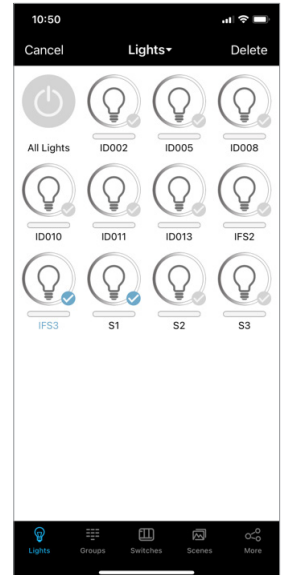 10:50
Cancel Lights▾ Delete
All Lights ID002 ID005 ID008
ID010 ID011 ID013 IFS2
IFS3 S1 S2 S3
Lights Groups Switches Scenes More